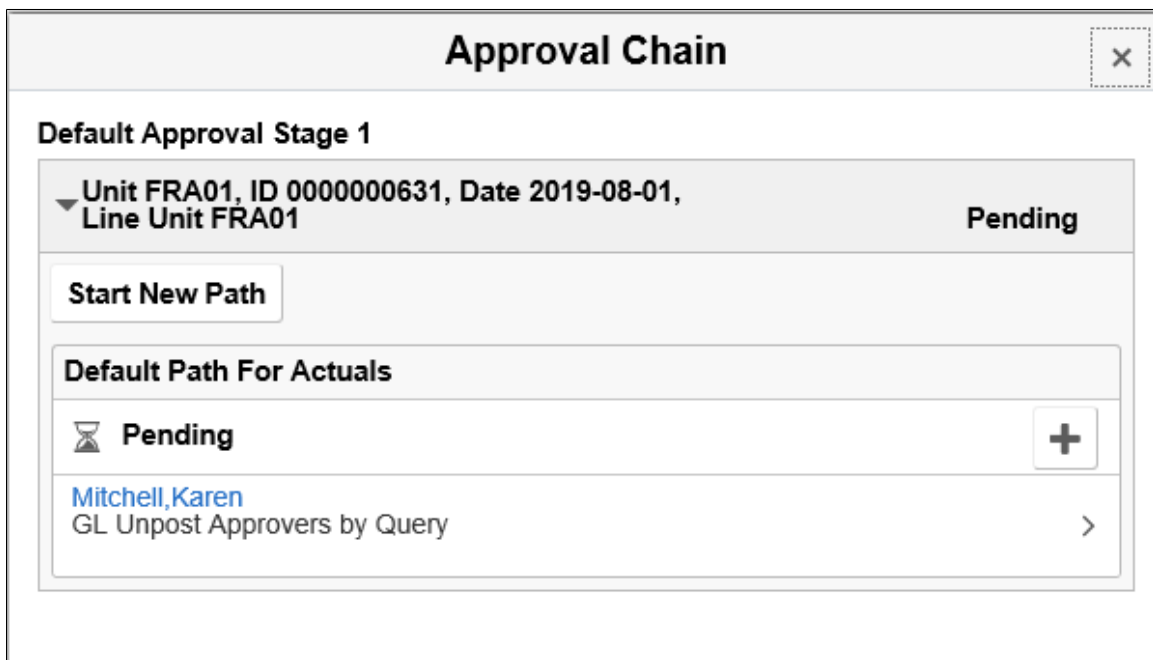 Approval Chain
Default Approval Stage 1
Unit FRA01, ID 0000000631, Date 2019-08-01,
Line Unit FRA01
Pending
Start New Path
Default Path For Actuals
Pending
Mitchell,Karen
GL Unpost Approvers by Query